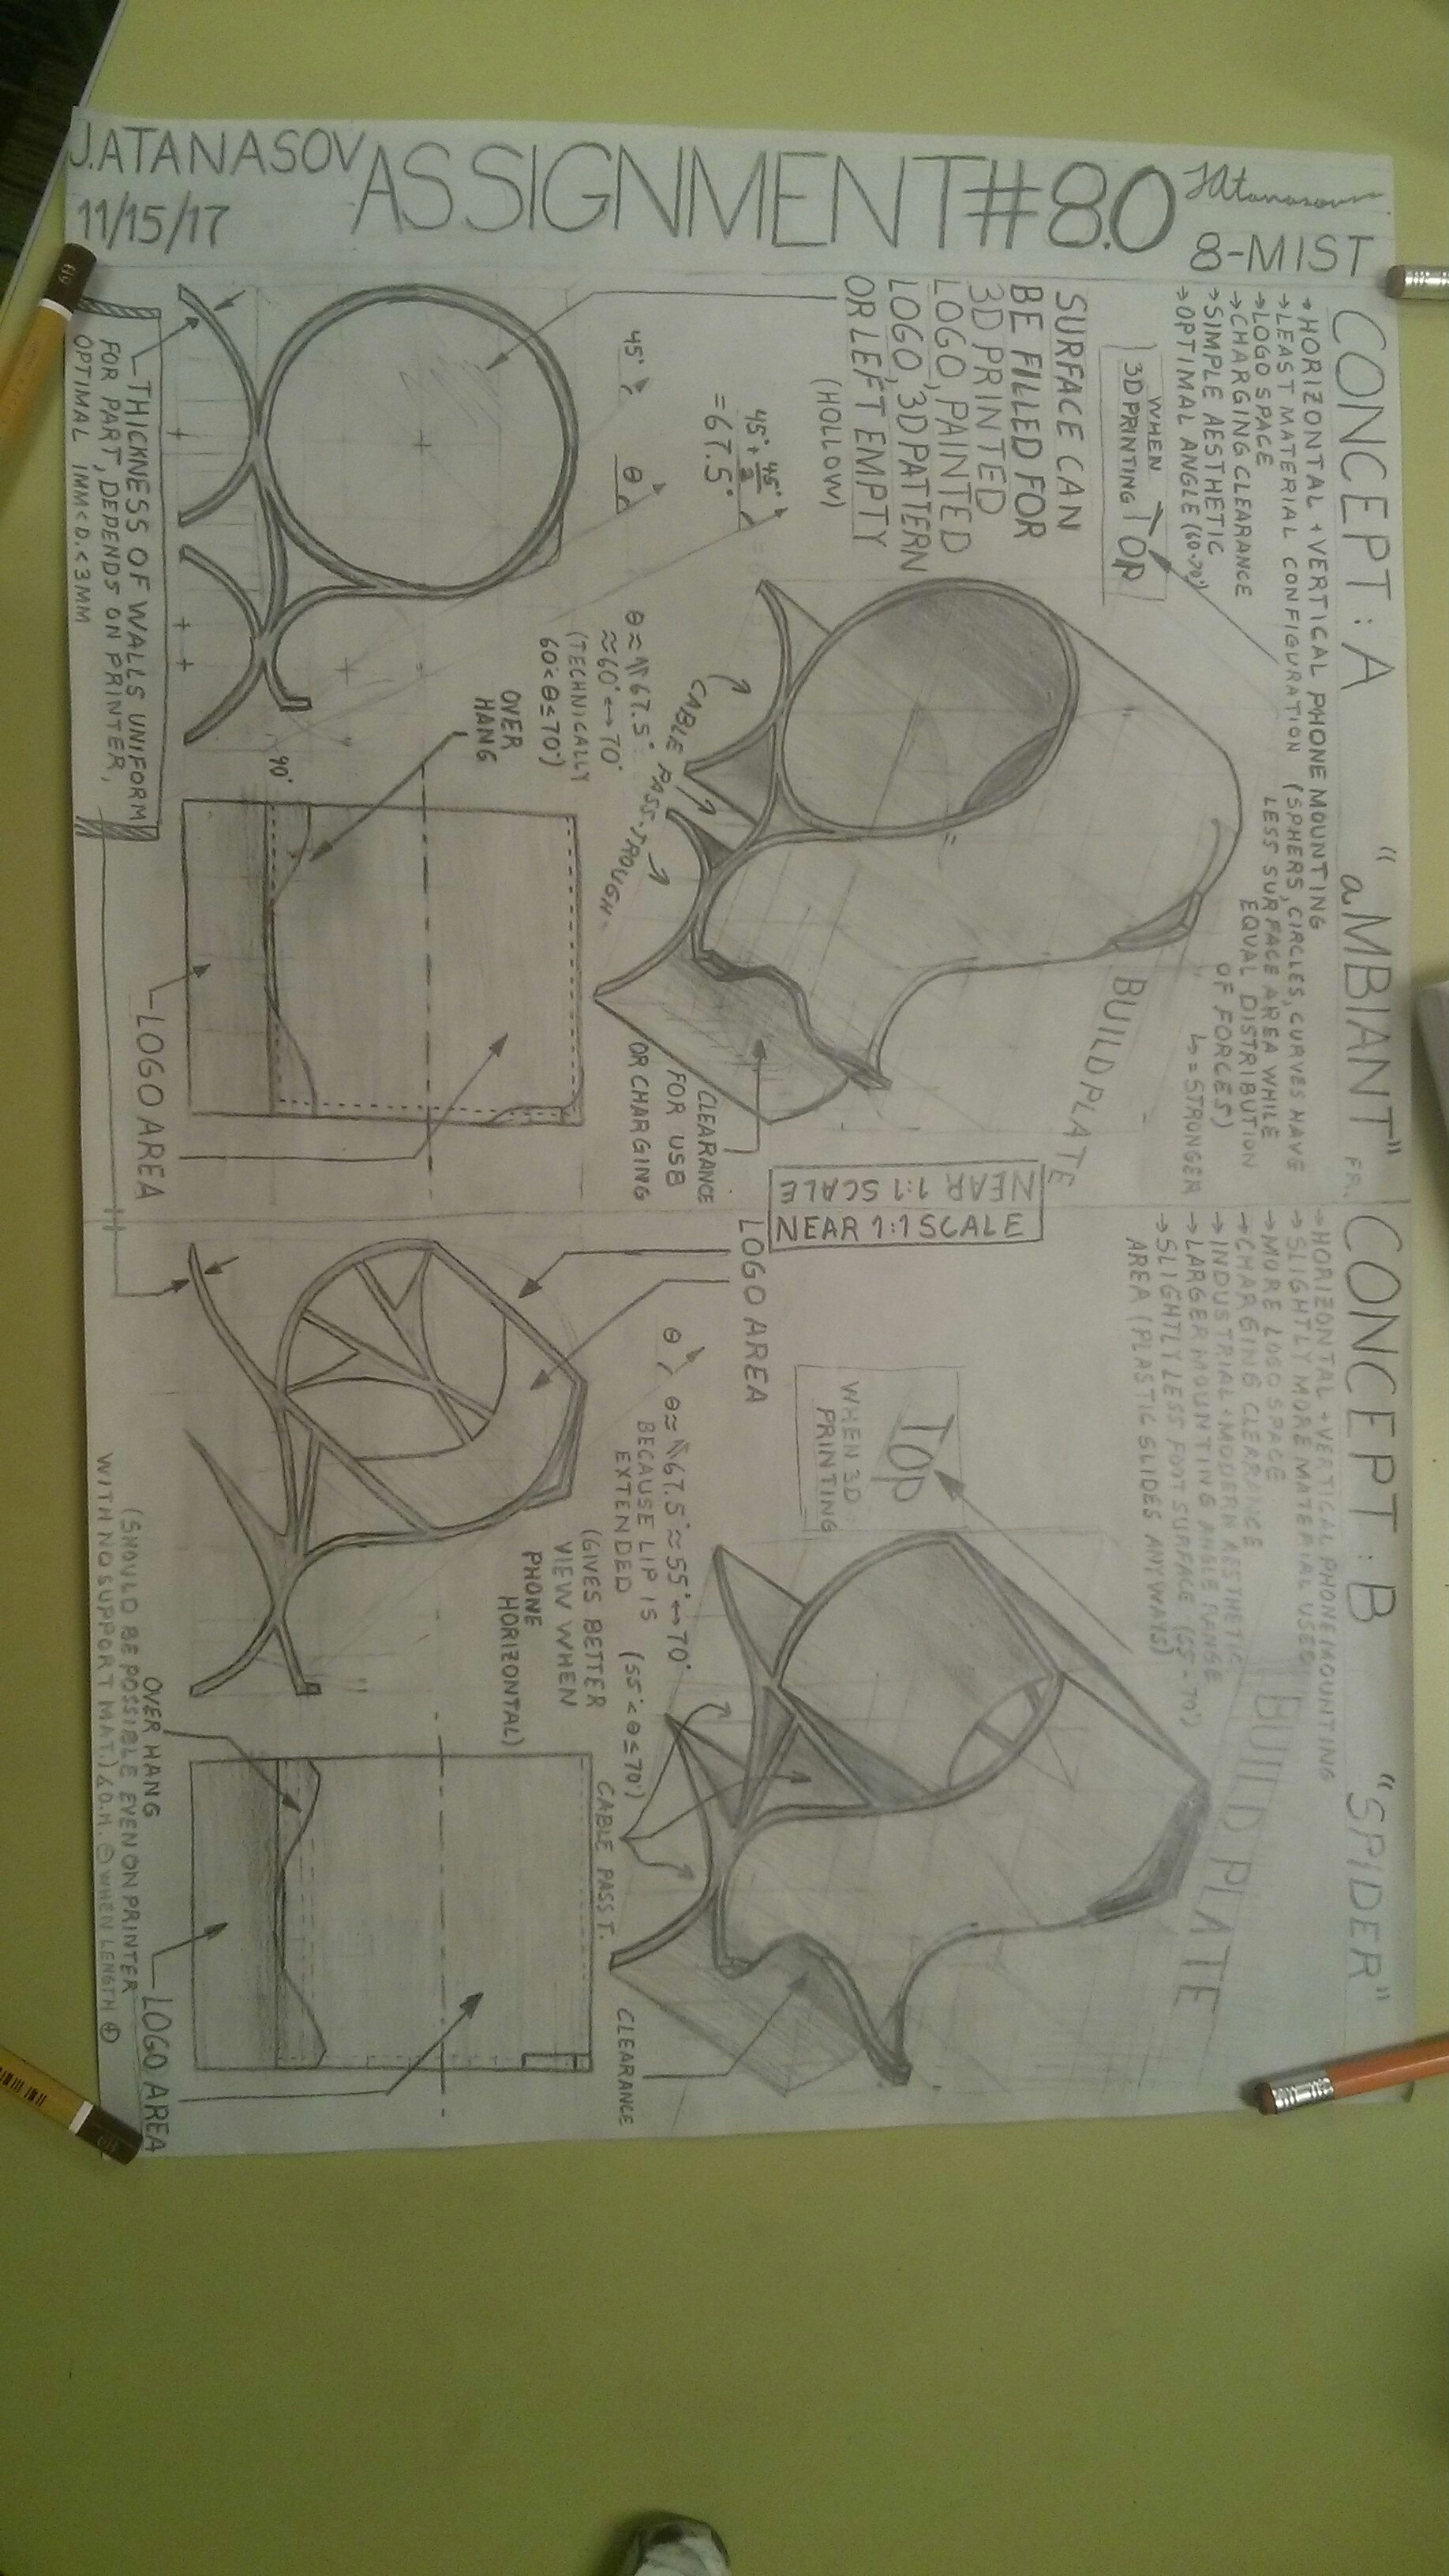 J.ATANASOV
11/15/17
ASSIGNMENT#8.0
JAtanasov
8-MIST
CONCEPT: A
"aMBIANT" FR.
→HORIZONTAL + VERTICAL PHONE MOUNTING
→LEAST MATERIAL CONFIGURATION (SPHERS, CIRCLES, CURVES HAVE
LESS SURFACE AREA WHILE
EQUAL DISTRIBUTION
OF FORCES)
↳ = STRONGER
→LOGO SPACE
→CHARGING CLEARANCE
→SIMPLE AESTHETIC
→OPTIMAL ANGLE (60-70°)
WHEN
3D PRINTING
TOP
SURFACE CAN
BE FILLED FOR
3D PRINTED
LOGO, PAINTED
LOGO, 3D PATTERN
OR LEFT EMPTY
(HOLLOW)
BUILD PLATE
45° + 45°/2
= 67.5°
45°
θ
θ ≈ 67.5°
≈ 60° ↔ 70°
(TECHNICALLY
60° < θ ≤ 70°)
CABLE PASS-TROUGH
CLEARANCE
FOR USB
OR CHARGING
OVER
HANG
90°
LOGO AREA
THICKNESS OF WALLS UNIFORM
FOR PART, DEPENDS ON PRINTER,
OPTIMAL 1MM<D.<3MM
NEAR 1:1 SCALE
NEAR 1:1 SCALE
CONCEPT: B
"SPIDER"
→HORIZONTAL + VERTICAL PHONE MOUNTING
→SLIGHTLY MORE MATERIAL USED
→MORE LOGO SPACE
→CHARGING CLEARANCE
→INDUSTRIAL + MODERN AESTHETIC
→LARGER MOUNTING ANGLE RANGE (55-70°)
→SLIGHTLY LESS FOOT SURFACE
AREA (PLASTIC SLIDES ANYWAYS)
BUILD PLATE
TOP
WHEN 3D
PRINTING
LOGO AREA
θ
θ ≈ 67.5° ≈ 55° ↔ 70°
BECAUSE LIP IS
EXTENDED (55° < θ ≤ 70°)
(GIVES BETTER
VIEW WHEN
PHONE
HORIZONTAL)
CABLE PASS T.
CLEARANCE
OVER HANG
(SHOULD BE POSSIBLE EVEN ON PRINTER
WITH NO SUPPORT MAT.) O.H. ⊖ WHEN LENGTH ⊕
LOGO AREA